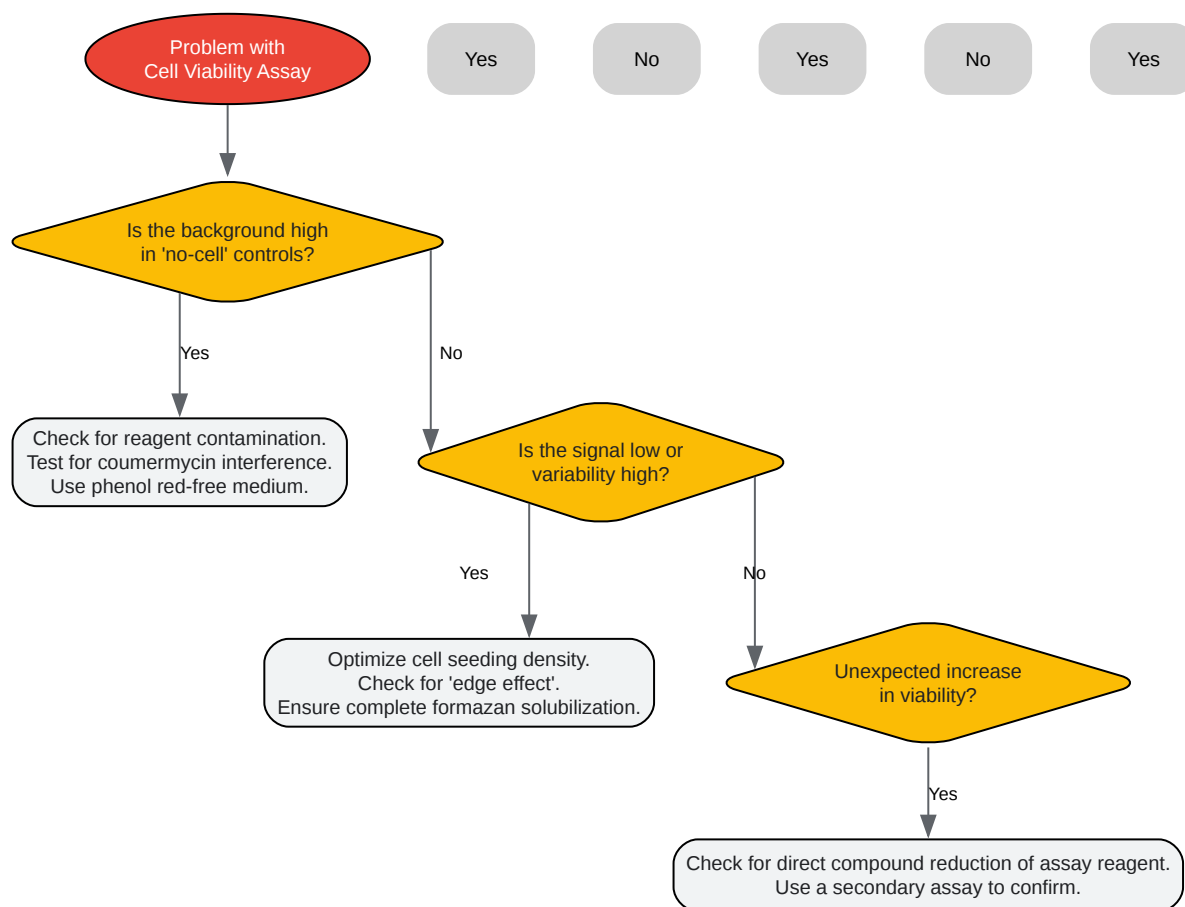 Problem with
Cell Viability Assay
Yes
No
Yes
No
Yes
Is the background high
in 'no-cell' controls?
Yes
No
Check for reagent contamination.
Test for coumermycin interference.
Use phenol red-free medium.
Is the signal low or
variability high?
Yes
No
Optimize cell seeding density.
Check for 'edge effect'.
Ensure complete formazan solubilization.
Unexpected increase
in viability?
Yes
Check for direct compound reduction of assay reagent.
Use a secondary assay to confirm.